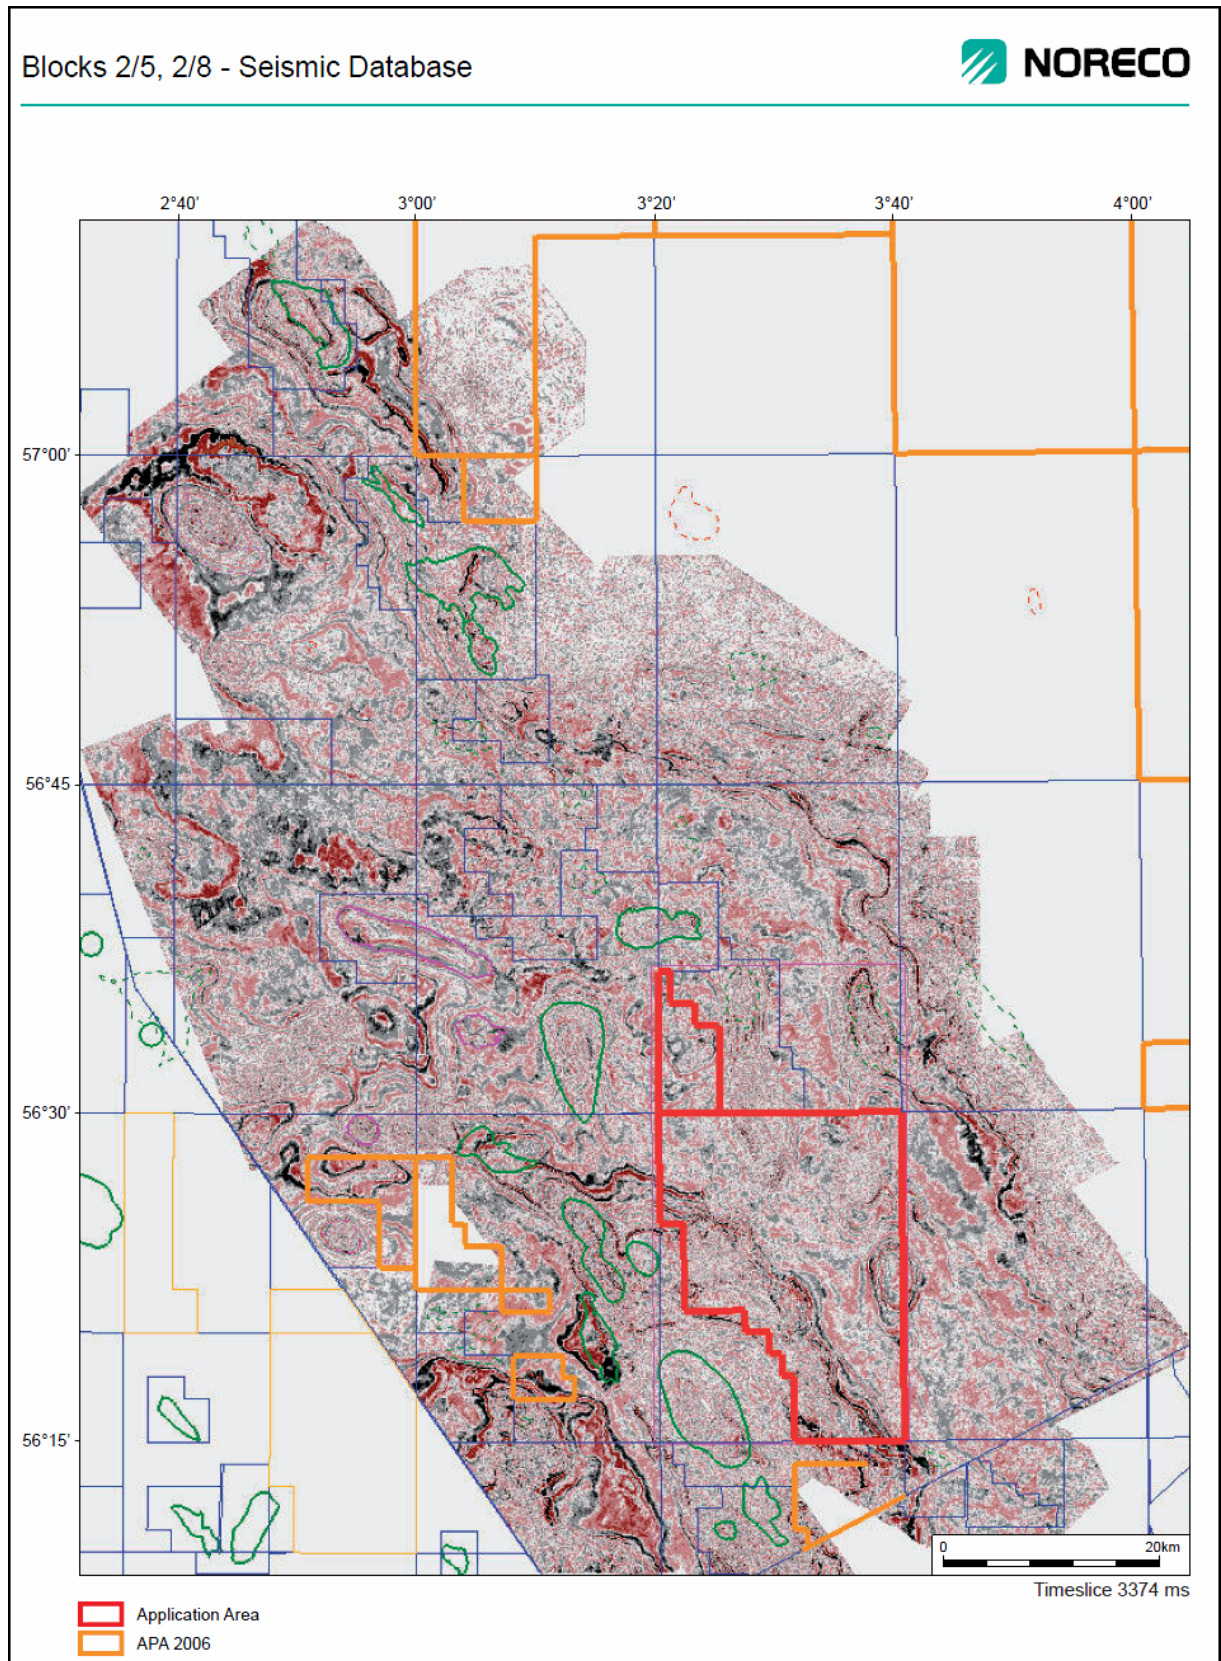 Blocks 2/5, 2/8 - Seismic Database
NORECO
2°40' 3°00' 3°20' 3°40' 4°00'
57°00'
56°45'
56°30'
56°15'
0 20km
Timeslice 3374 ms
Application Area
APA 2006